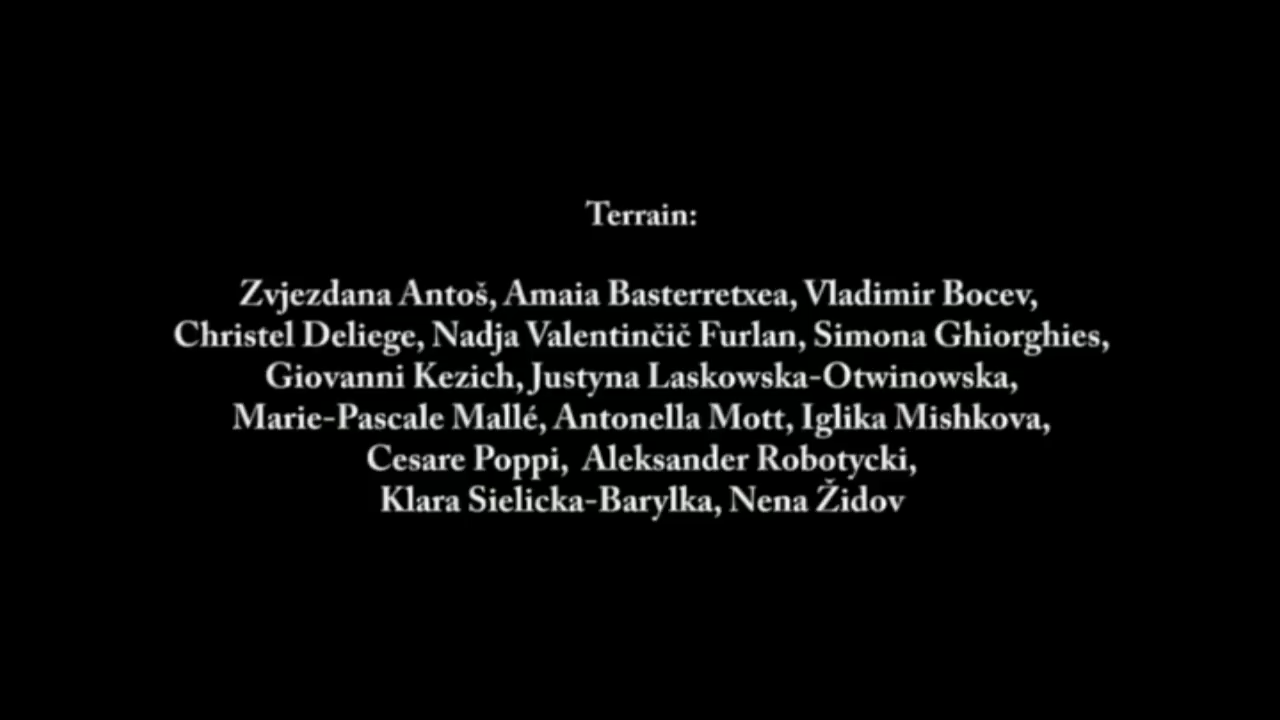 Terrain:
Zvjezdana Antoš, Amaia Basterretxea, Vladimir Bocev,
Christel Deliege, Nadja Valentinčič Furlan, Simona Ghiorghies,
Giovanni Kezich, Justyna Laskowska-Otwinowska,
Marie-Pascale Mallé, Antonella Mott, Iglika Mishkova,
Cesare Poppi, Aleksander Robotycki,
Klara Sielicka-Barylka, Nena Židov